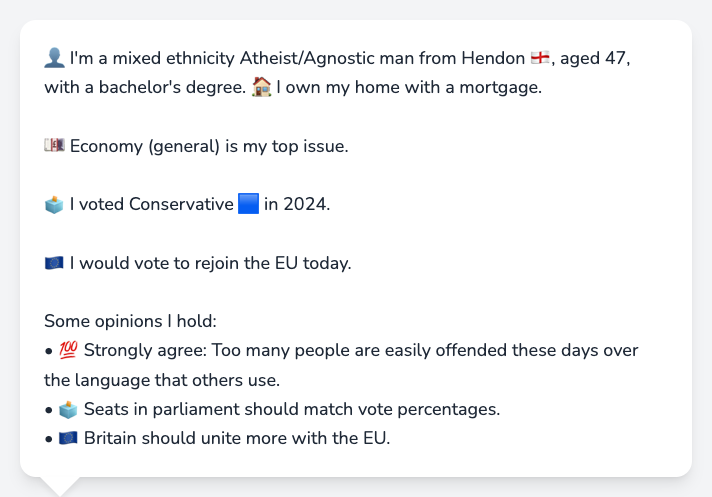 👤 I'm a mixed ethnicity Atheist/Agnostic man from Hendon 🏴󠁧󠁢󠁥󠁮󠁧󠁿, aged 47,
with a bachelor's degree. 🏠 I own my home with a mortgage.
💷 Economy (general) is my top issue.
🗳️ I voted Conservative 🟦 in 2024.
🇪🇺 I would vote to rejoin the EU today.
Some opinions I hold:
• 💯 Strongly agree: Too many people are easily offended these days over
the language that others use.
• 🗳️ Seats in parliament should match vote percentages.
• 🇪🇺 Britain should unite more with the EU.